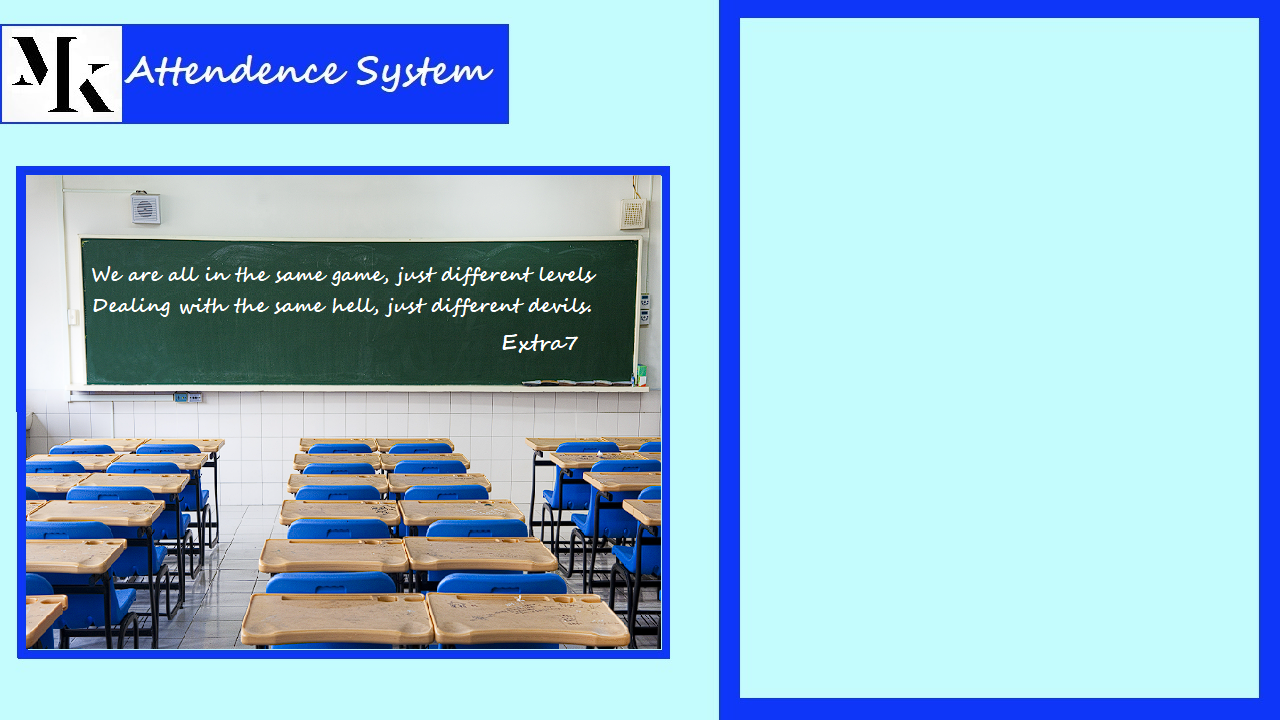 MK
Attendence System
We are all in the same game, just different levels
Dealing with the same hell, just different devils.
Extra7